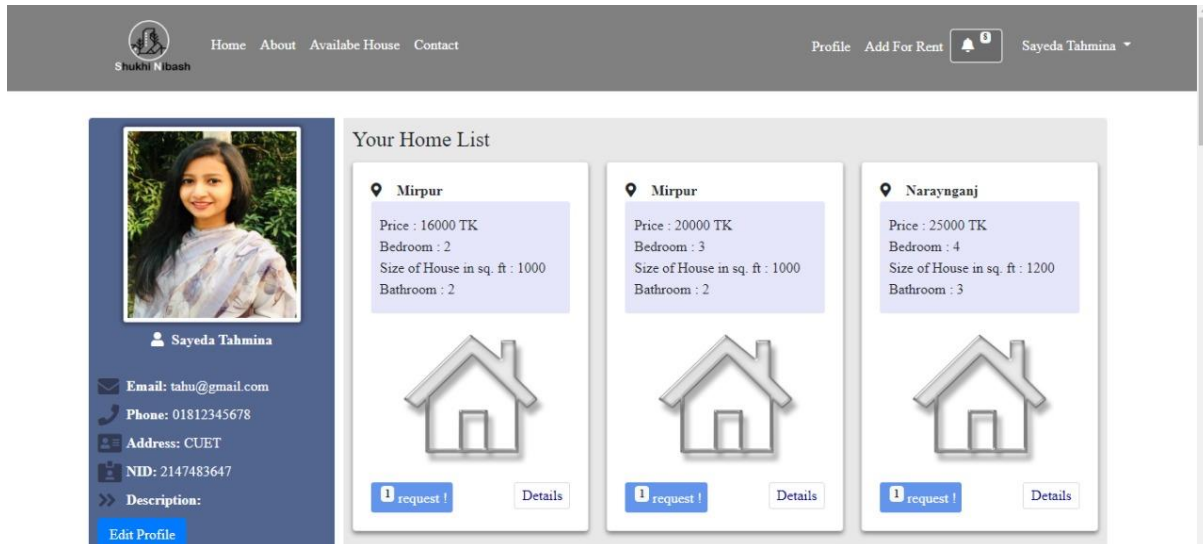 Shukhi Nibash
Home About Availabe House Contact
Profile Add For Rent 8 Sayeda Tahmina
Sayeda Tahmina
Email: tahu@gmail.com
Phone: 01812345678
Address: CUET
NID: 2147483647
Description:
Edit Profile
Your Home List
Mirpur
Price : 16000 TK
Bedroom : 2
Size of House in sq. ft : 1000
Bathroom : 2
1 request !
Details
Mirpur
Price : 20000 TK
Bedroom : 3
Size of House in sq. ft : 1000
Bathroom : 2
1 request !
Details
Naraynganj
Price : 25000 TK
Bedroom : 4
Size of House in sq. ft : 1200
Bathroom : 3
1 request !
Details